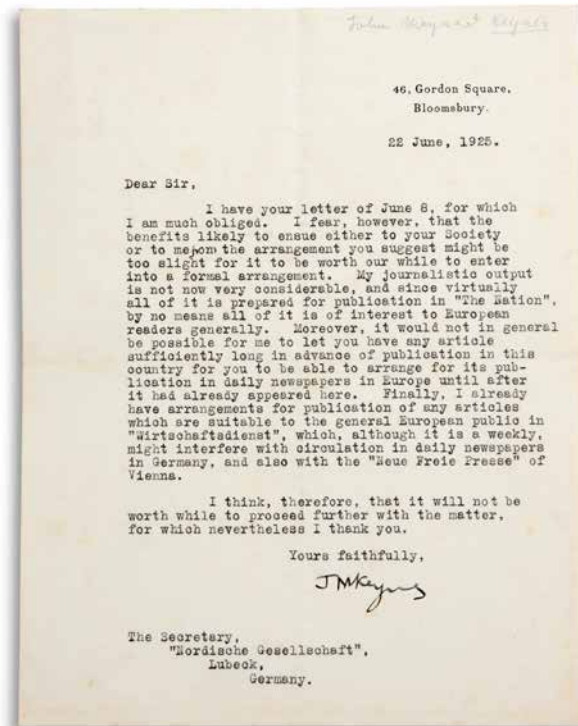 John Maynard Keynes
46, Gordon Square,
Bloomsbury.
22 June, 1925.
Dear Sir,
I have your letter of June 8, for which
I am much obliged. I fear, however, that the
benefits likely to ensue either to your Society
or to me from the arrangement you suggest might be
too slight for it to be worth our while to enter
into a formal arrangement. My journalistic output
is not now very considerable, and since virtually
all of it is prepared for publication in "The Nation",
by no means all of it is of interest to European
readers generally. Moreover, it would not in general
be possible for me to let you have any article
sufficiently long in advance of publication in this
country for you to be able to arrange for its pub-
lication in daily newspapers in Europe until after
it had already appeared here. Finally, I already
have arrangements for publication of any articles
which are suitable to the general European public in
"Wirtschaftsdienst", which, although it is a weekly,
might interfere with circulation in daily newspapers
in Germany, and also with the "Neue Freie Presse" of
Vienna.
I think, therefore, that it will not be
worth while to proceed further with the matter,
for which nevertheless I thank you.
Yours faithfully,
JMKeynes
The Secretary,
"Nordische Gesellschaft",
Lubeck,
Germany.